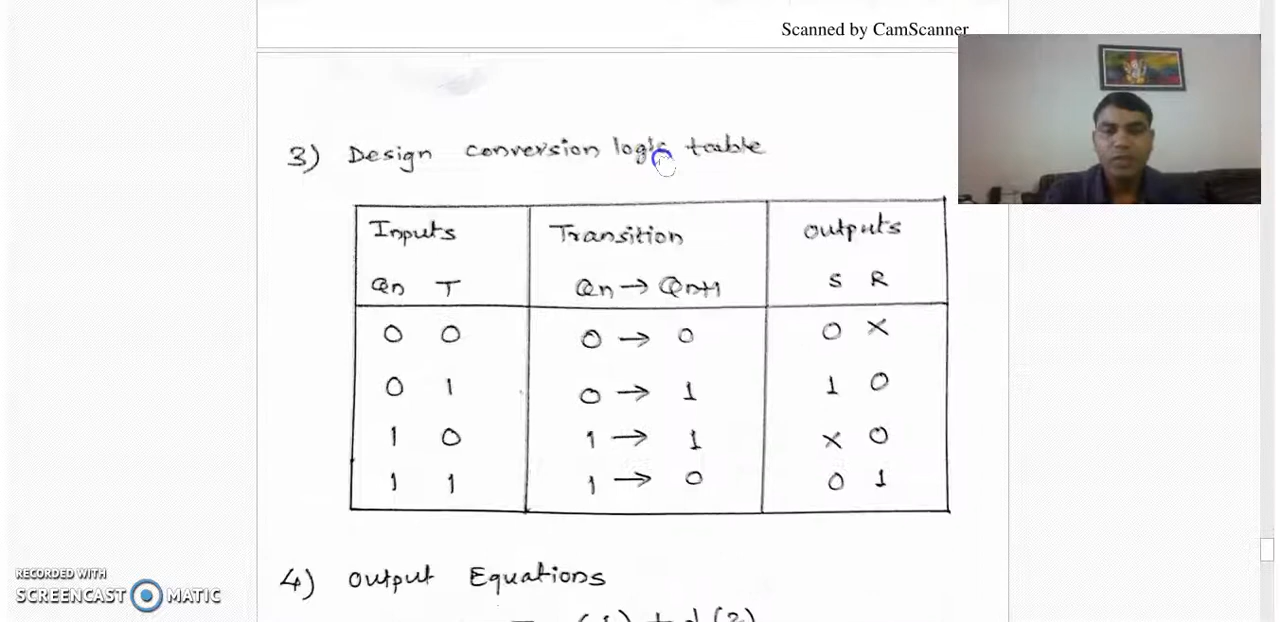 Scanned by CamScanner
3) Design conversion logic table
Inputs Transition Outputs
Qn T Qn → Qn+1 S R
0 0 0 → 0 0 X
0 1 0 → 1 1 0
1 0 1 → 1 X 0
1 1 1 → 0 0 1
4) Output Equations
RECORDED WITH
SCREENCAST MATIC